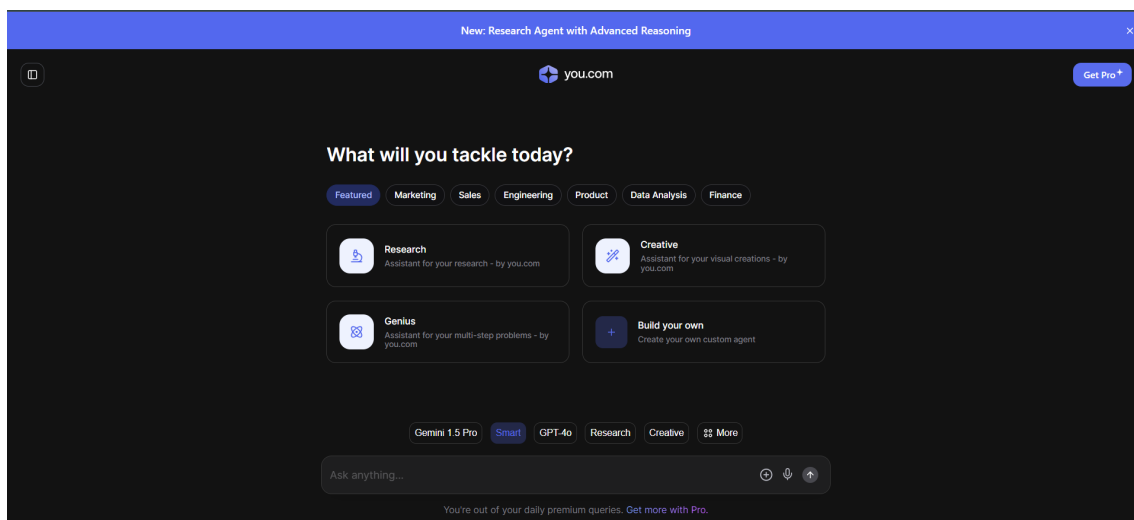 New: Research Agent with Advanced Reasoning
you.com
Get Pro
What will you tackle today?
Featured
Marketing
Sales
Engineering
Product
Data Analysis
Finance
Research
Assistant for your research - by you.com
Creative
Assistant for your visual creations - by
you.com
Genius
Assistant for your multi-step problems - by
you.com
Build your own
Create your own custom agent
Gemini 1.5 Pro
Smart
GPT-4o
Research
Creative
More
Ask anything...
You're out of your daily premium queries. Get more with Pro.